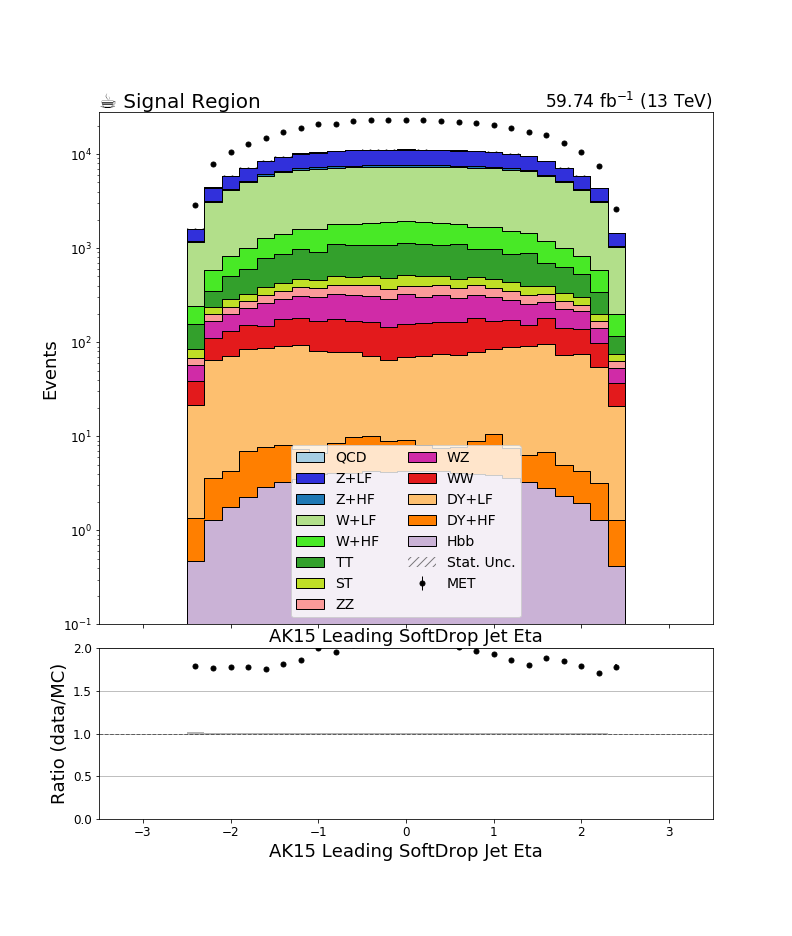 ☕ Signal Region
59.74 fb⁻¹ (13 TeV)
Events
10⁴
10³
10²
10¹
10⁰
10⁻¹
QCD
Z+LF
Z+HF
W+LF
W+HF
TT
ST
ZZ
WZ
WW
DY+LF
DY+HF
Hbb
Stat. Unc.
MET
AK15 Leading SoftDrop Jet Eta
Ratio (data/MC)
2.0
1.5
1.0
0.5
0.0
−3 −2 −1 0 1 2 3
AK15 Leading SoftDrop Jet Eta